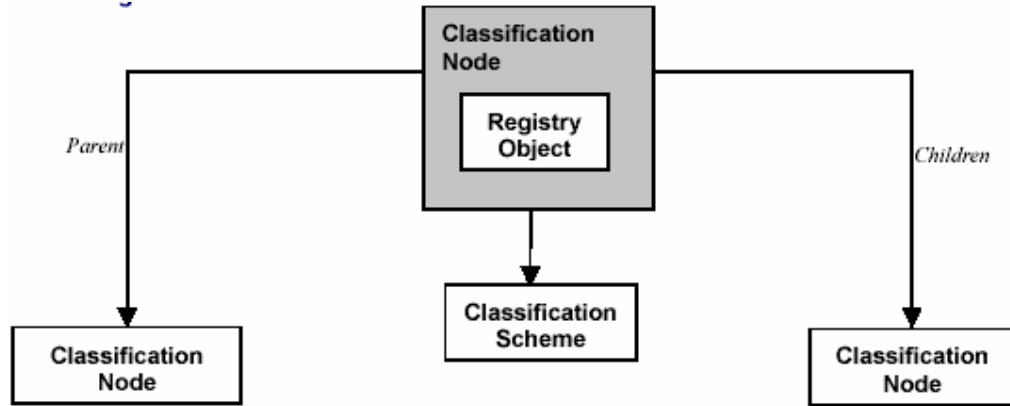 Classification
Node
Registry
Object
Parent
Children
Classification
Scheme
Classification
Node
Classification
Node